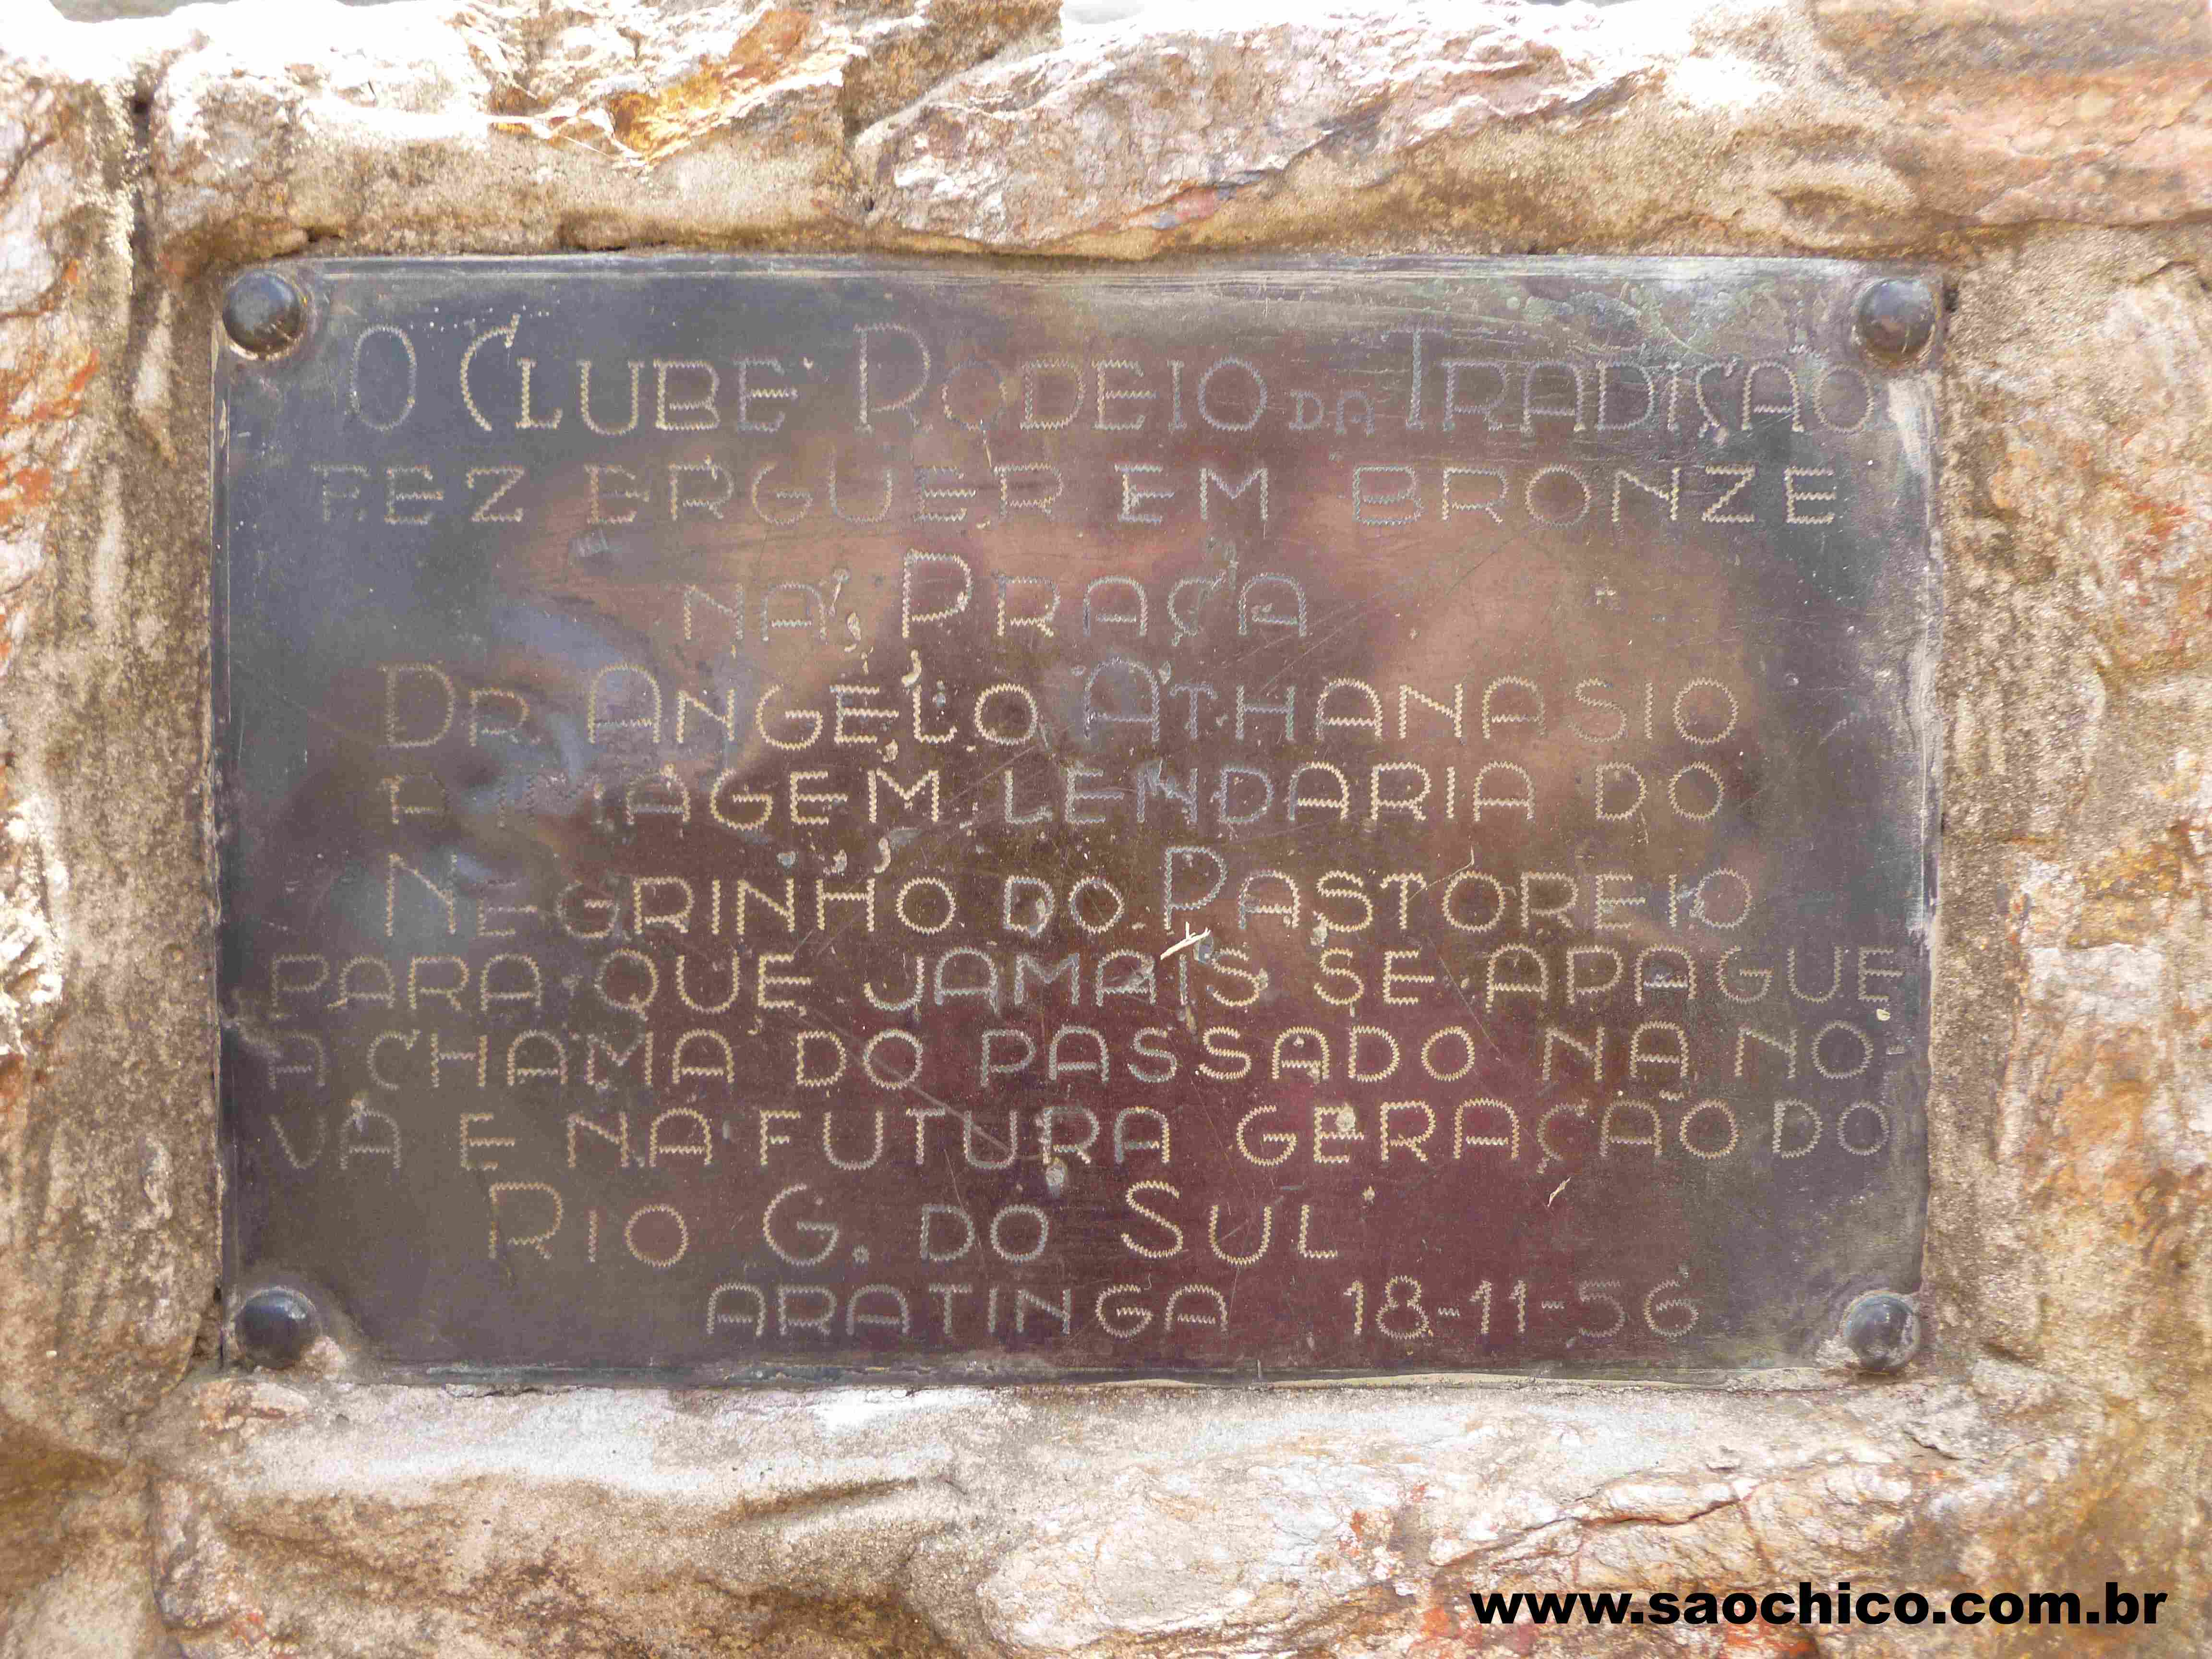 O CLUBE RODEIO DA TRADIÇÃO
FEZ ERGUER EM BRONZE
NA PRAÇA
DR. ANGELO ATHANASIO
A IMAGEM LENDARIA DO
NEGRINHO DO PASTOREIO
PARA QUE JAMAIS SE APAGUE
A CHAMA DO PASSADO NA NO-
VA E NA FUTURA GERAÇÃO DO
RIO G. DO SUL
ARATINGA 18-11-56
www.saochico.com.br